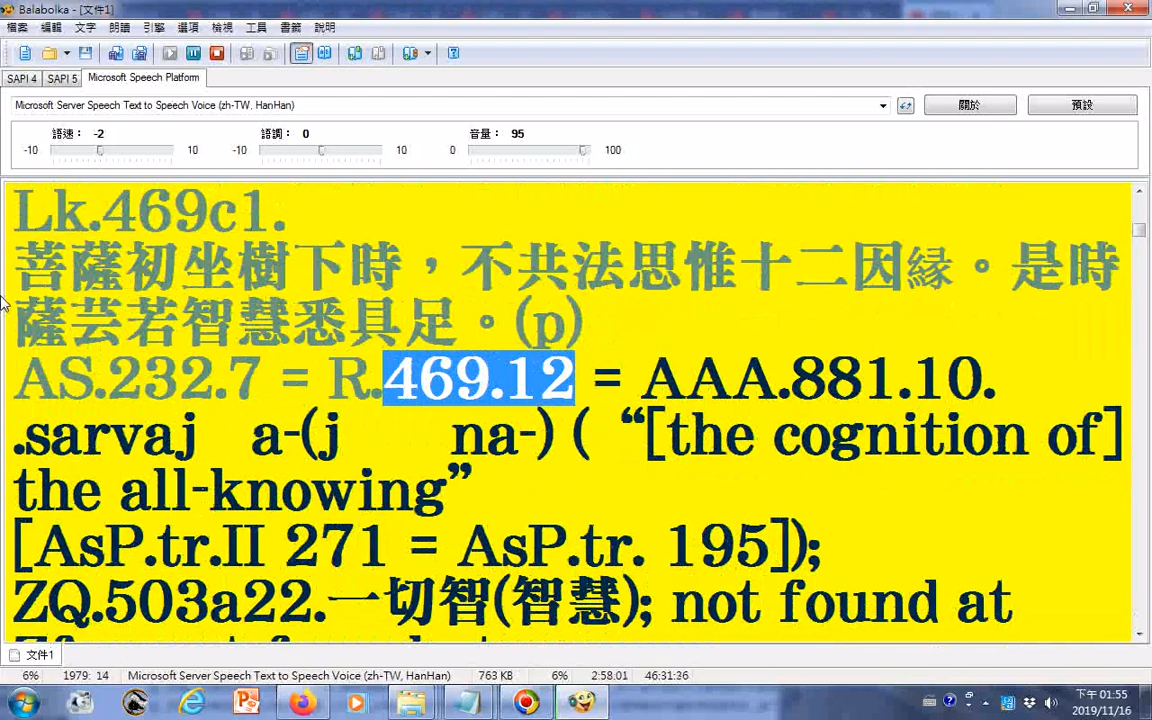 Balabolka - [文件1]
檔案 編輯 文字 朗讀 引擎 選項 檢視 工具 書籤 說明
SAPI 4 SAPI 5 Microsoft Speech Platform
Microsoft Server Speech Text to Speech Voice (zh-TW, HanHan)
關於 預設
語速： -2 語調： 0 音量： 95
-10 10 -10 10 0 100
Lk.469c1.
菩薩初坐樹下時，不共法思惟十二因縁。是時
薩芸若智慧悉具足。(p)
AS.232.7 = R.469.12 = AAA.881.10.
.sarvaj a-(j na-) ( “[the cognition of]
the all-knowing”
[AsP.tr.II 271 = AsP.tr. 195]);
ZQ.503a22.一切智(智慧); not found at
文件1
6% 1979: 14 Microsoft Server Speech Text to Speech Voice (zh-TW, HanHan) 763 KB 6% 2:58:01 46:31:36
下午 01:55
2019/11/16